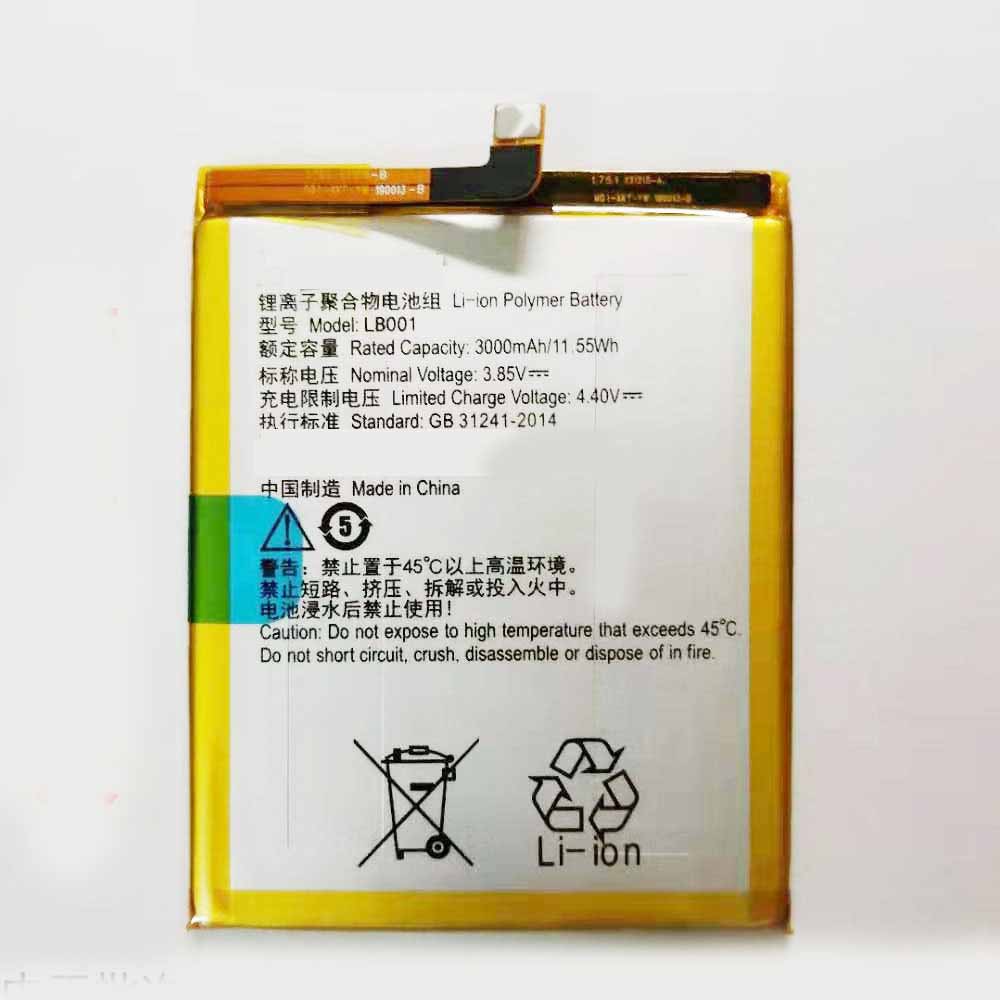 190013-B
锂离子聚合物电池组 Li-ion Polymer Battery
型号 Model: LB001
额定容量 Rated Capacity: 3000mAh/11.55Wh
标称电压 Nominal Voltage: 3.85V⎓
充电限制电压 Limited Charge Voltage: 4.40V⎓
执行标准 Standard: GB 31241-2014
中国制造 Made in China
5
警告：禁止置于45℃以上高温环境。
禁止短路、挤压、拆解或投入火中。
电池浸水后禁止使用！
Caution: Do not expose to high temperature that exceeds 45℃.
Do not short circuit, crush, disassemble or dispose of in fire.
Li-ion